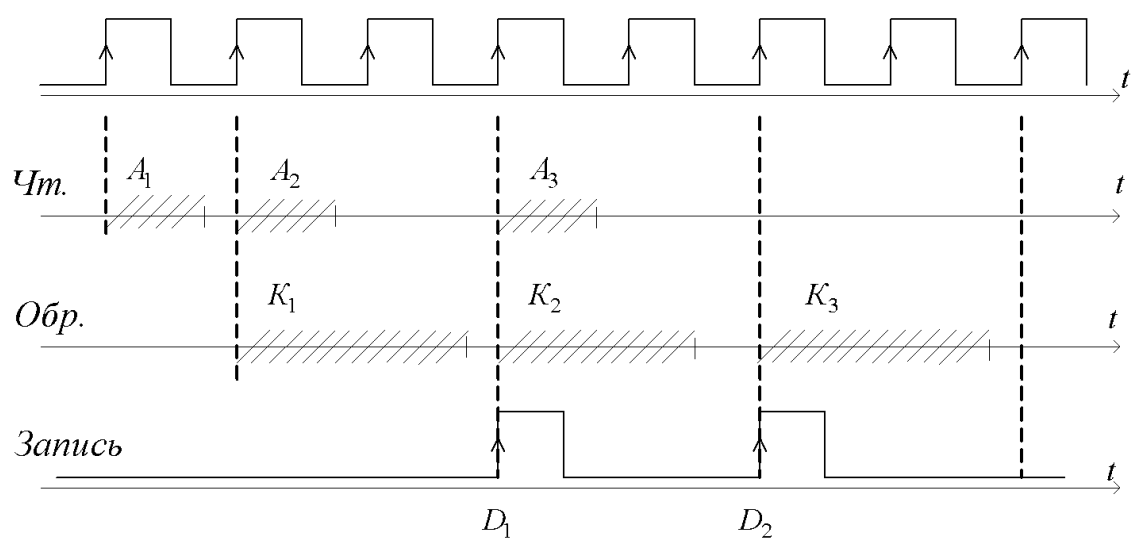 t
A₁ A₂ A₃
Чт. t
K₁ K₂ K₃
Обр. t
Запись t
D₁ D₂